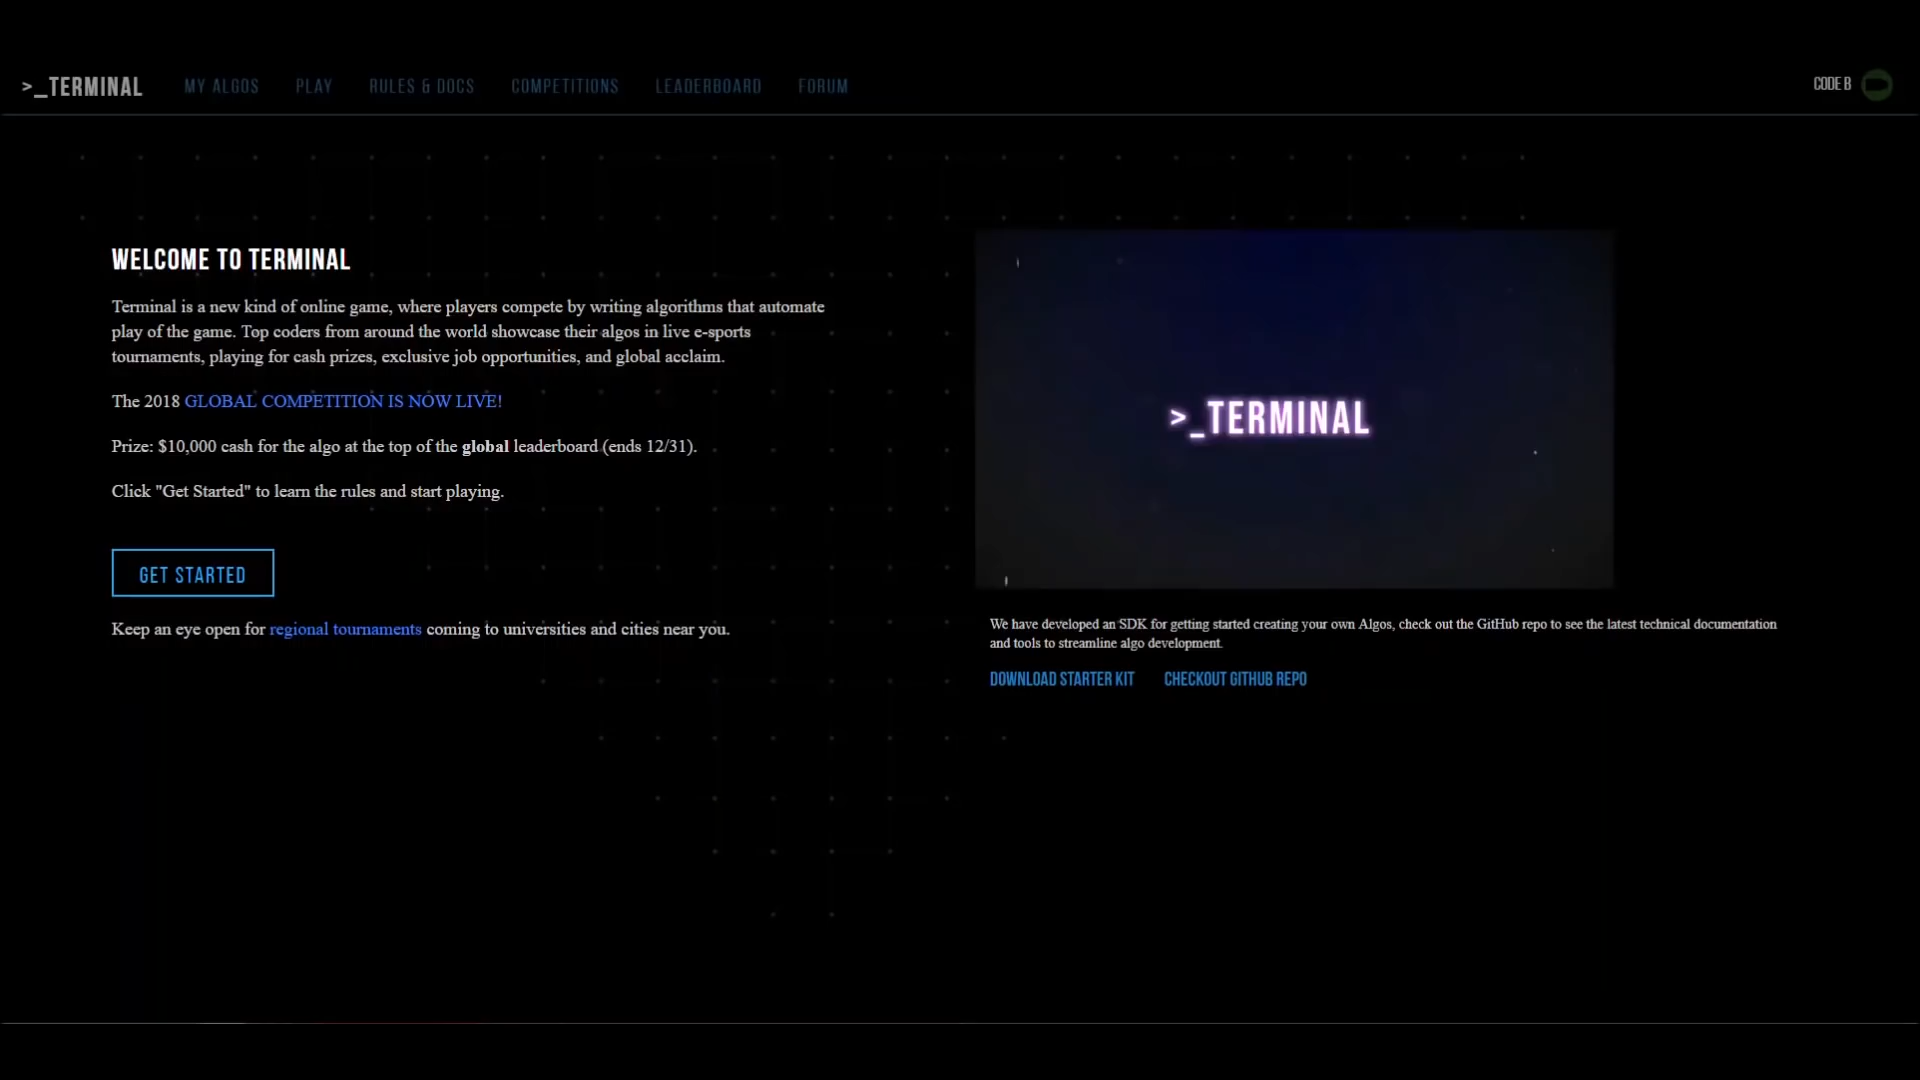 >_TERMINAL MY ALGOS PLAY RULES & DOCS COMPETITIONS LEADERBOARD FORUM CODE B
WELCOME TO TERMINAL
Terminal is a new kind of online game, where players compete by writing algorithms that automate
play of the game. Top coders from around the world showcase their algos in live e-sports
tournaments, playing for cash prizes, exclusive job opportunities, and global acclaim.
The 2018 GLOBAL COMPETITION IS NOW LIVE!
Prize: $10,000 cash for the algo at the top of the global leaderboard (ends 12/31).
Click "Get Started" to learn the rules and start playing.
GET STARTED
Keep an eye open for regional tournaments coming to universities and cities near you.
>_TERMINAL
We have developed an SDK for getting started creating your own Algos, check out the GitHub repo to see the latest technical documentation
and tools to streamline algo development.
DOWNLOAD STARTER KIT CHECKOUT GITHUB REPO